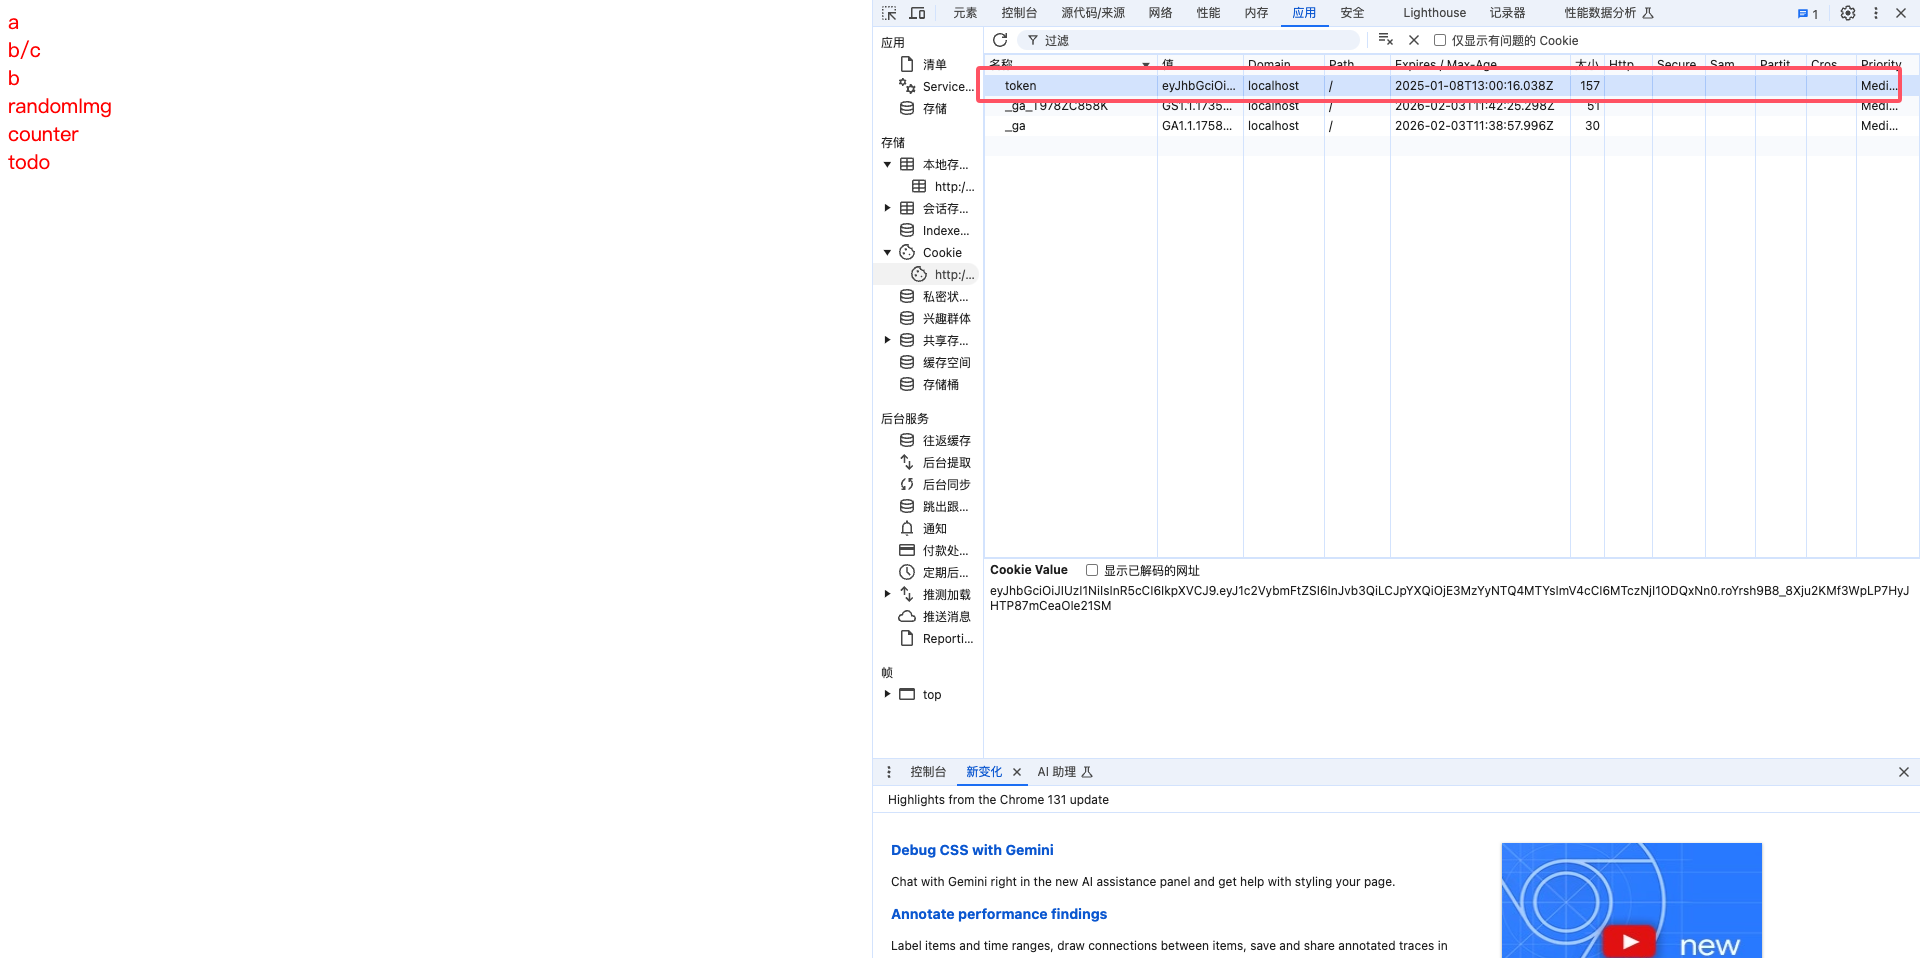 a
b/c
b
randomImg
counter
todo
元素 控制台 源代码/来源 网络 性能 内存 应用 安全 Lighthouse 记录器 性能数据分析 1
应用
清单
Service...
存储
存储
本地存...
http:/...
会话存...
Indexe...
Cookie
http:/...
私密状...
兴趣群体
共享存...
缓存空间
存储桶
后台服务
往返缓存
后台提取
后台同步
跳出跟...
通知
付款处...
定期后...
推测加载
推送消息
Reporti...
帧
top
过滤 仅显示有问题的 Cookie
名称 值 Domain Path Expires / Max-Age 大小 Http Secure Sam Partit Cros Priority
token eyJhbGciOi... localhost / 2025-01-08T13:00:16.038Z 157 Medi...
_ga_T978ZC858K GS1.1.1735... localhost / 2026-02-03T11:42:25.298Z 51 Medi...
_ga GA1.1.1758... localhost / 2026-02-03T11:38:57.996Z 30 Medi...
Cookie Value 显示已解码的网址
eyJhbGciOiJIUzI1NiIsInR5cCI6IkpXVCJ9.eyJ1c2VybmFtZSI6InJvb3QiLCJpYXQiOjE3MzYyNTQ4MTYsImV4cCI6MTczNjI1ODQxNn0.roYrsh9B8_8Xju2KMf3WpLP7HyJ
HTP87mCeaOle21SM
控制台 新变化 AI 助理
Highlights from the Chrome 131 update
Debug CSS with Gemini
Chat with Gemini right in the new AI assistance panel and get help with styling your page.
Annotate performance findings
Label items and time ranges, draw connections between items, save and share annotated traces in
new